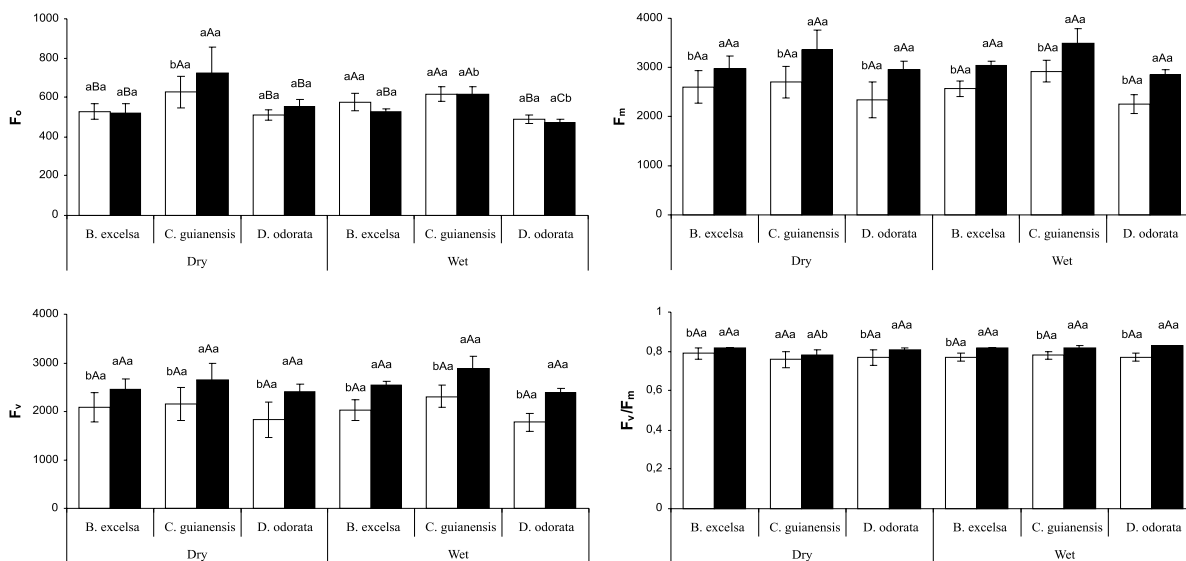 1000
800
600
400
200
0
Fo
aBa aBa bAa aAa aBa aBa aAa aBa aAa aAb aBa aCb
B. excelsa C. guianensis D. odorata B. excelsa C. guianensis D. odorata
Dry Wet
4000
3000
2000
1000
0
Fm
bAa aAa bAa aAa bAa aAa bAa aAa bAa aAa bAa aAa
B. excelsa C. guianensis D. odorata B. excelsa C. guianensis D. odorata
Dry Wet
4000
3000
2000
1000
0
Fv
bAa aAa bAa aAa bAa aAa bAa aAa bAa aAa bAa aAa
B. excelsa C. guianensis D. odorata B. excelsa C. guianensis D. odorata
Dry Wet
1
0,8
0,6
0,4
0,2
0
Fv/Fm
bAa aAa aAa aAb bAa aAa bAa aAa bAa aAa bAa aAa
B. excelsa C. guianensis D. odorata B. excelsa C. guianensis D. odorata
Dry Wet